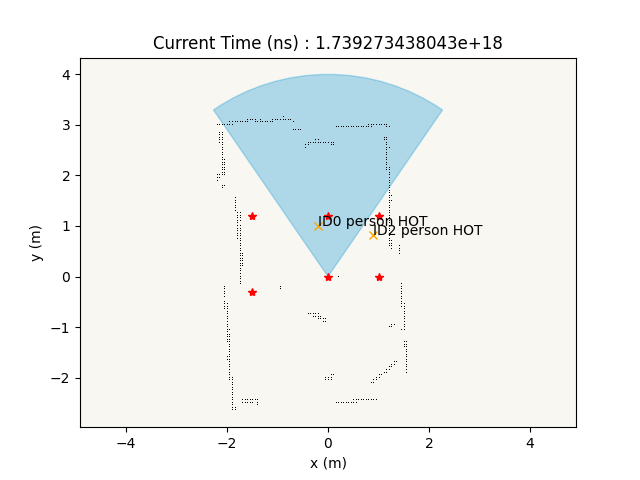 Current Time (ns) : 1.739273438043e+18
4
3
2
1
0
−1
−2
y (m)
ID0 person HOT
ID2 person HOT
−4
−2
0
2
4
x (m)